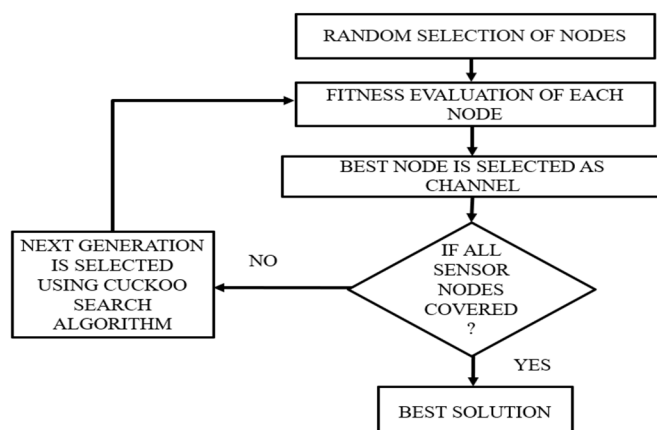 RANDOM SELECTION OF NODES
FITNESS EVALUATION OF EACH
NODE
BEST NODE IS SELECTED AS
CHANNEL
NEXT GENERATION
IS SELECTED
USING CUCKOO
SEARCH
ALGORITHM
NO
IF ALL
SENSOR
NODES
COVERED
?
YES
BEST SOLUTION